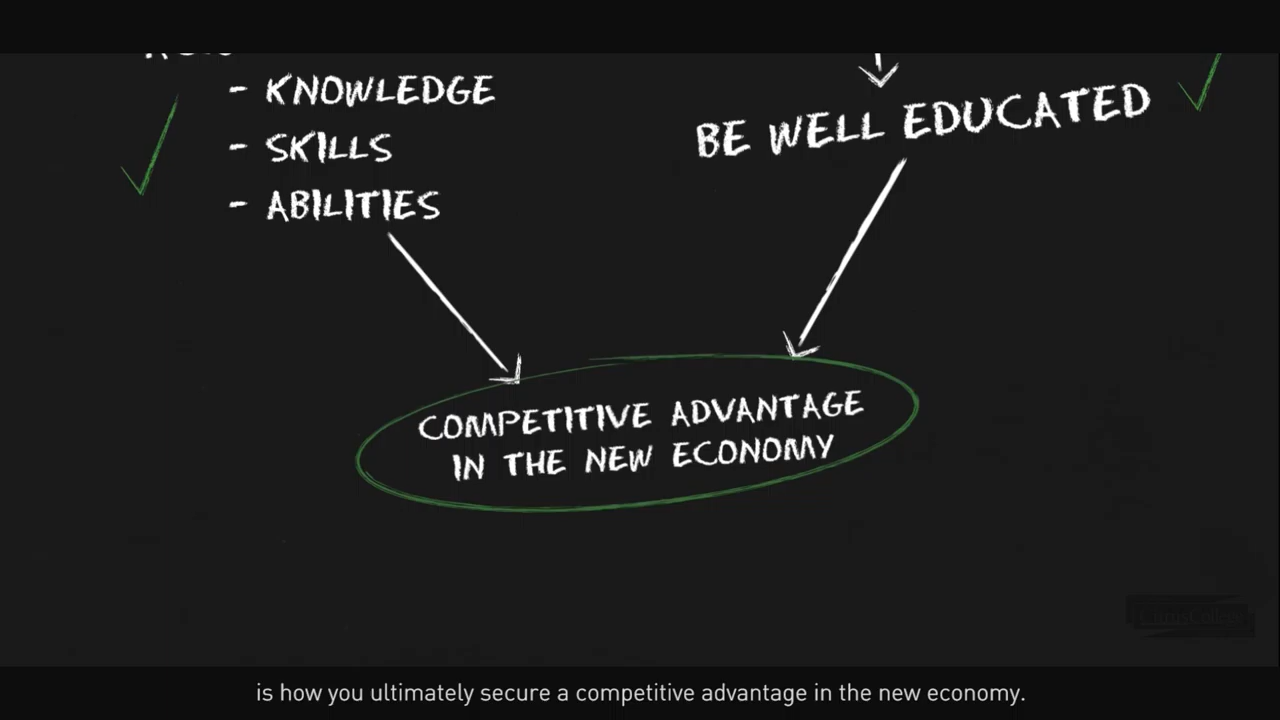 - KNOWLEDGE
- SKILLS
- ABILITIES
BE WELL EDUCATED
COMPETITIVE ADVANTAGE
IN THE NEW ECONOMY
is how you ultimately secure a competitive advantage in the new economy.